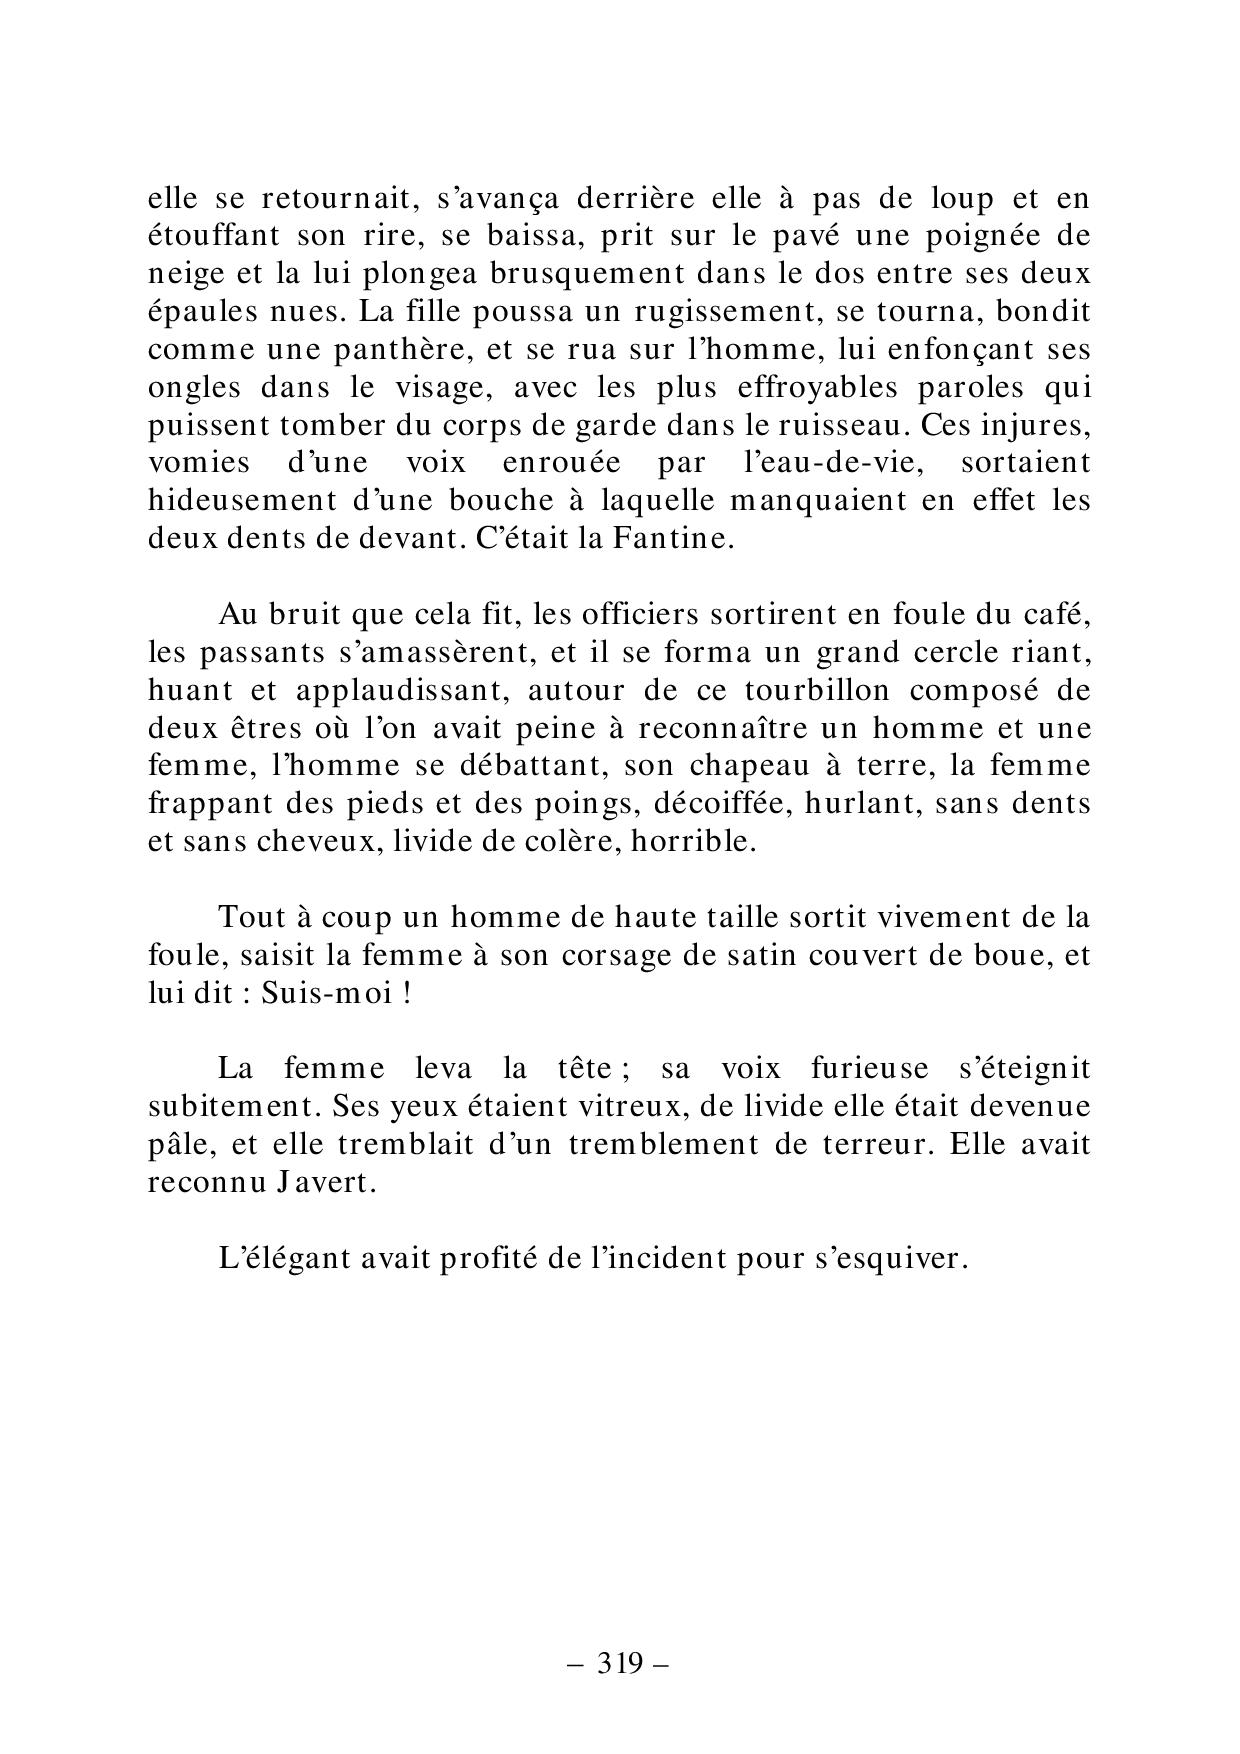 elle se retournait, s’avança derrière elle à pas de loup et en
étouffant son rire, se baissa, prit sur le pavé une poignée de
neige et la lui plongea brusquement dans le dos entre ses deux
épaules nues. La fille poussa un rugissement, se tourna, bondit
comme une panthère, et se rua sur l’homme, lui enfonçant ses
ongles dans le visage, avec les plus effroyables paroles qui
puissent tomber du corps de garde dans le ruisseau. Ces injures,
vomies d’une voix enrouée par l’eau-de-vie, sortaient
hideusement d’une bouche à laquelle manquaient en effet les
deux dents de devant. C’était la Fantine.
Au bruit que cela fit, les officiers sortirent en foule du café,
les passants s’amassèrent, et il se forma un grand cercle riant,
huant et applaudissant, autour de ce tourbillon composé de
deux êtres où l’on avait peine à reconnaître un homme et une
femme, l’homme se débattant, son chapeau à terre, la femme
frappant des pieds et des poings, décoiffée, hurlant, sans dents
et sans cheveux, livide de colère, horrible.
Tout à coup un homme de haute taille sortit vivement de la
foule, saisit la femme à son corsage de satin couvert de boue, et
lui dit : Suis-moi !
La femme leva la tête ; sa voix furieuse s’éteignit
subitement. Ses yeux étaient vitreux, de livide elle était devenue
pâle, et elle tremblait d’un tremblement de terreur. Elle avait
reconnu Javert.
L’élégant avait profité de l’incident pour s’esquiver.
– 319 –